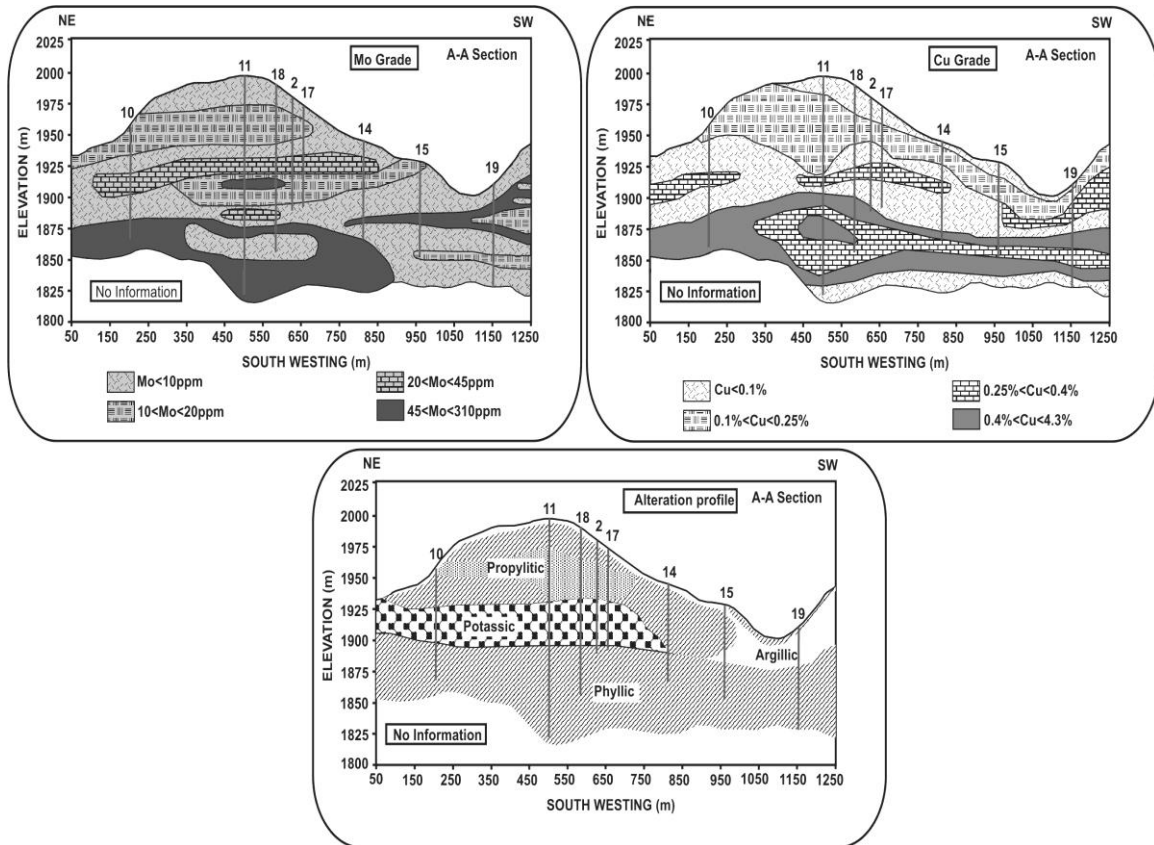 NE SW
2025
Mo Grade A-A Section
2000
11
18
2
17
1975
10
1950
14
15
1925
19
1900
1875
1850
No Information
1825
1800
ELEVATION (m)
50 150 250 350 450 550 650 750 850 950 1050 1150 1250
SOUTH WESTING (m)
Mo<10ppm 20<Mo<45ppm
10<Mo<20ppm 45<Mo<310ppm
NE SW
2025
Cu Grade A-A Section
2000
11
18
2
17
1975
10
1950
14
15
1925
19
1900
1875
1850
No Information
1825
1800
ELEVATION (m)
50 150 250 350 450 550 650 750 850 950 1050 1150 1250
SOUTH WESTING (m)
Cu<0.1% 0.25%<Cu<0.4%
0.1%<Cu<0.25% 0.4%<Cu<4.3%
NE SW
2025
Alteration profile A-A Section
2000
11
18
2
17
1975
10
Propylitic
14
1950
15
1925
19
Potassic
1900
Argillic
1875
Phyllic
1850
No Information
1825
1800
ELEVATION (m)
50 150 250 350 450 550 650 750 850 950 1050 1150 1250
SOUTH WESTING (m)